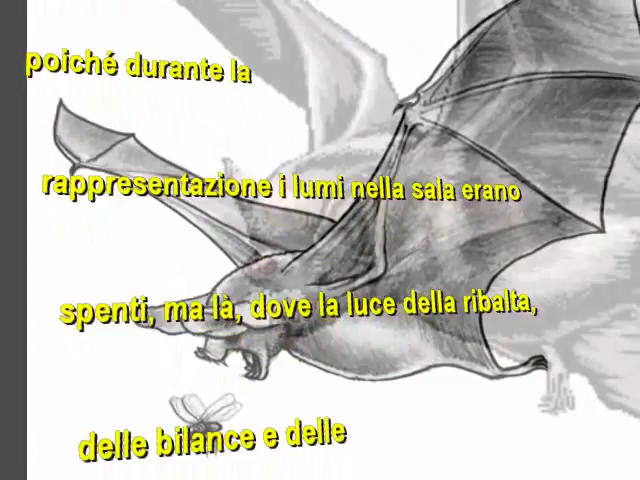 poiché durante la
rappresentazione i lumi nella sala erano
spenti, ma là, dove la luce della ribalta,
delle bilance e delle